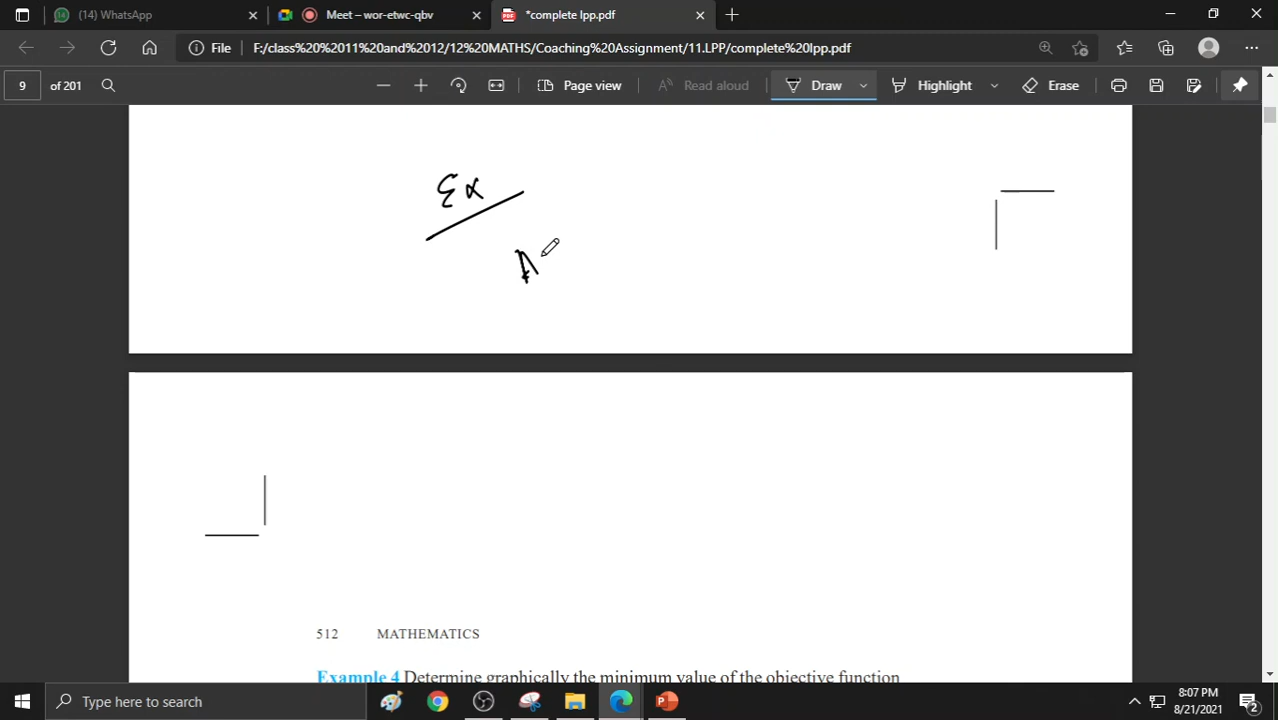 (14) WhatsApp
Meet – wor-etwc-qbv
*complete lpp.pdf
File
F:/class%20%2011%20and%2012/12%20MATHS/Coaching%20Assignment/11.LPP/complete%20lpp.pdf
9 of 201
Page view
Read aloud
Draw
Highlight
Erase
Ex
A
512 MATHEMATICS
Example 4 Determine graphically the minimum value of the objective function
Type here to search
8:07 PM
8/21/2021
2